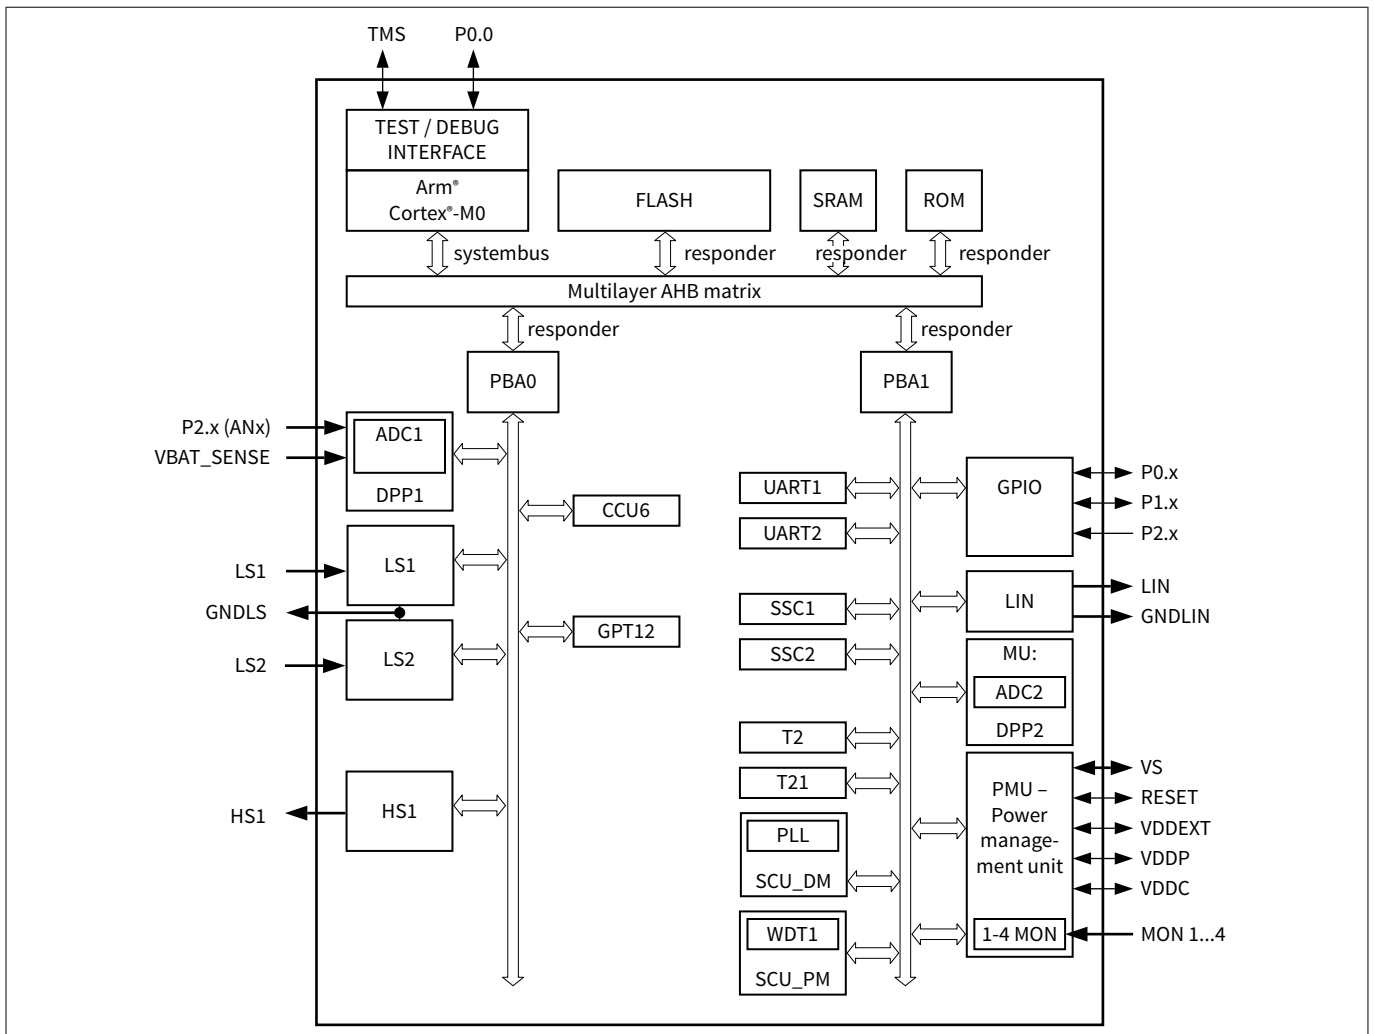 TMS
P0.0
TEST / DEBUG
INTERFACE
Arm®
Cortex®-M0
FLASH
SRAM
ROM
systembus
responder
responder
responder
Multilayer AHB matrix
responder
responder
PBA0
PBA1
P2.x (ANx)
VBAT_SENSE
ADC1
DPP1
CCU6
LS1
LS1
GNDLS
GPT12
LS2
LS2
HS1
HS1
UART1
UART2
SSC1
SSC2
T2
T21
PLL
SCU_DM
WDT1
SCU_PM
GPIO
P0.x
P1.x
P2.x
LIN
LIN
GNDLIN
MU:
ADC2
DPP2
PMU –
Power
manage-
ment unit
1-4 MON
VS
RESET
VDDEXT
VDDP
VDDC
MON 1...4